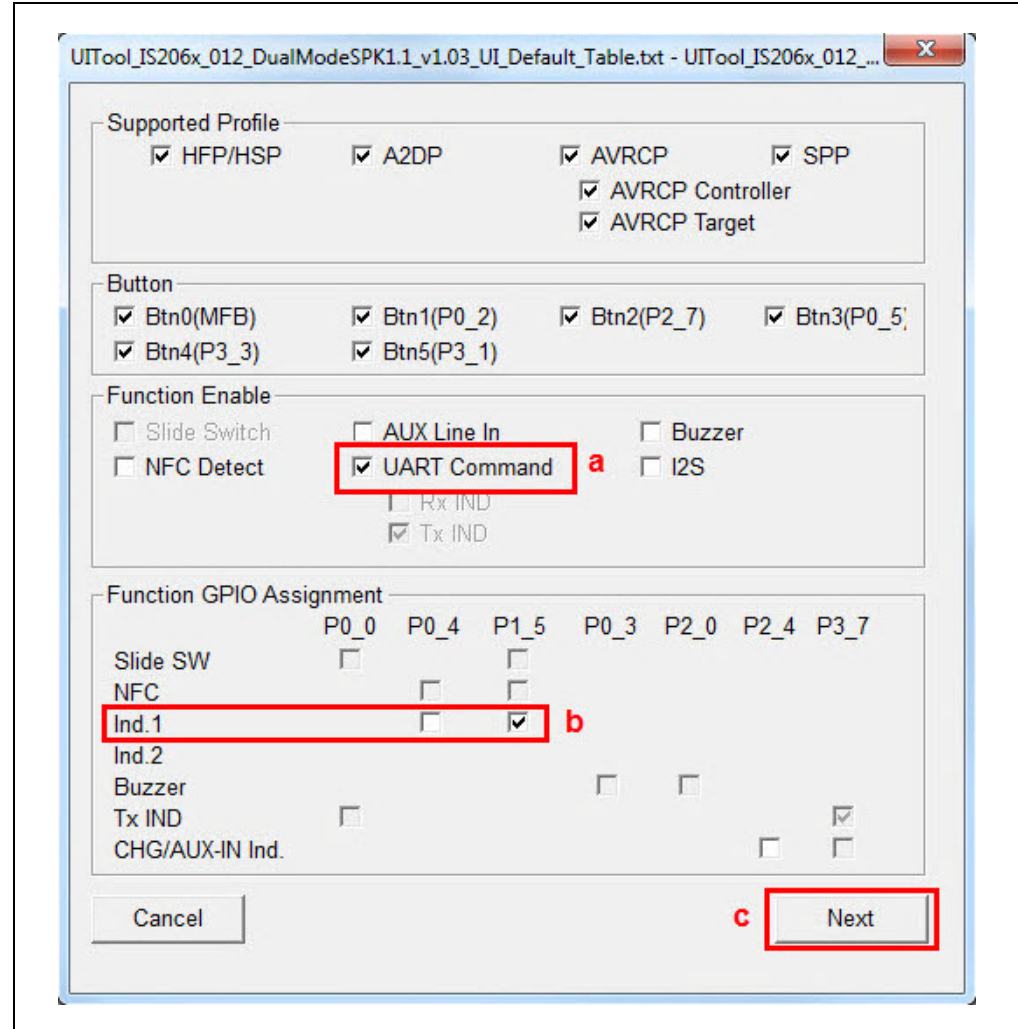 UITool_IS206x_012_DualModeSPK1.1_v1.03_UI_Default_Table.txt - UITool_IS206x_012_...
Supported Profile
HFP/HSP A2DP AVRCP SPP
AVRCP Controller
AVRCP Target
Button
Btn0(MFB) Btn1(P0_2) Btn2(P2_7) Btn3(P0_5)
Btn4(P3_3) Btn5(P3_1)
Function Enable
Slide Switch AUX Line In Buzzer
NFC Detect UART Command a I2S
Rx IND
Tx IND
Function GPIO Assignment
P0_0 P0_4 P1_5 P0_3 P2_0 P2_4 P3_7
Slide SW
NFC
Ind.1 b
Ind.2
Buzzer
Tx IND
CHG/AUX-IN Ind.
Cancel c Next